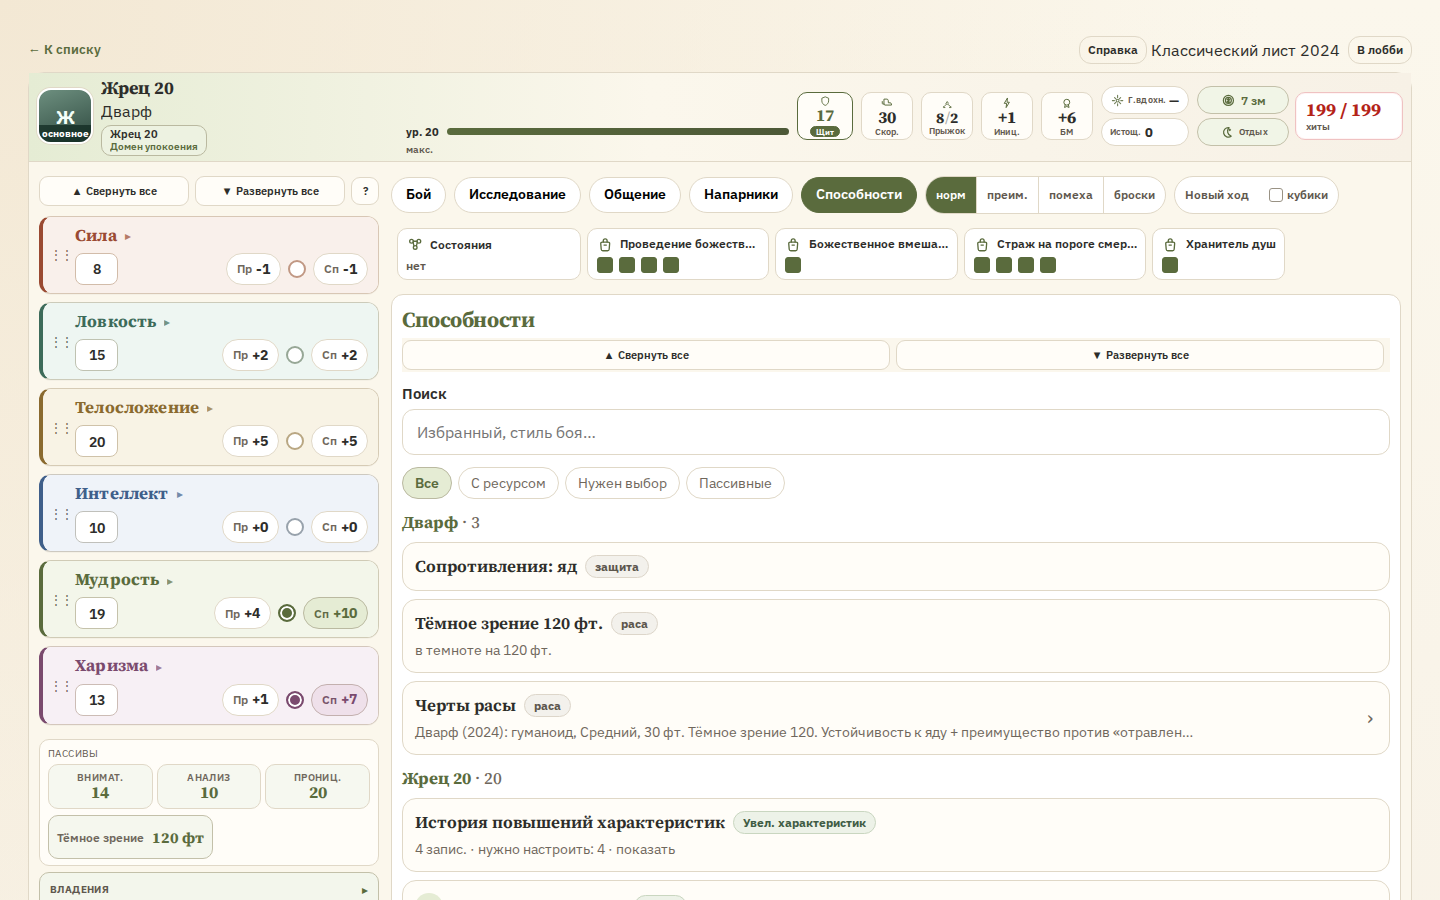 ← К списку
Справка Классический лист 2024 В лобби
Ж
основное
Жрец 20
Дварф
Жрец 20
Домен упокоения
ур. 20
макс.
17
Щит
30
Скор.
8/2
Прыжок
+1
Иниц.
+6
БМ
Г.вдохн. —
Истощ. 0
7 зм
Отдых
199 / 199
хиты
▲ Свернуть все ▼ Развернуть все ?
Бой Исследование Общение Напарники Способности норм преим. помеха броски Новый ход кубики
Сила ▸
8 Пр -1 Сп -1
Ловкость ▸
15 Пр +2 Сп +2
Телосложение ▸
20 Пр +5 Сп +5
Интеллект ▸
10 Пр +0 Сп +0
Мудрость ▸
19 Пр +4 Сп +10
Харизма ▸
13 Пр +1 Сп +7
ПАССИВЫ
ВНИМАТ. АНАЛИЗ ПРОНИЦ.
14 10 20
Тёмное зрение 120 фт
ВЛАДЕНИЯ ▸
Состояния
нет
Проведение божеств...
Божественное вмеша...
Страж на пороге смер...
Хранитель душ
Способности
▲ Свернуть все ▼ Развернуть все
Поиск
Избранный, стиль боя...
Все С ресурсом Нужен выбор Пассивные
Дварф · 3
Сопротивления: яд защита
Тёмное зрение 120 фт. раса
в темноте на 120 фт.
Черты расы раса
Дварф (2024): гуманоид, Средний, 30 фт. Тёмное зрение 120. Устойчивость к яду + преимущество против «отравлен... ›
Жрец 20 · 20
История повышений характеристик Увел. характеристик
4 запис. · нужно настроить: 4 · показать